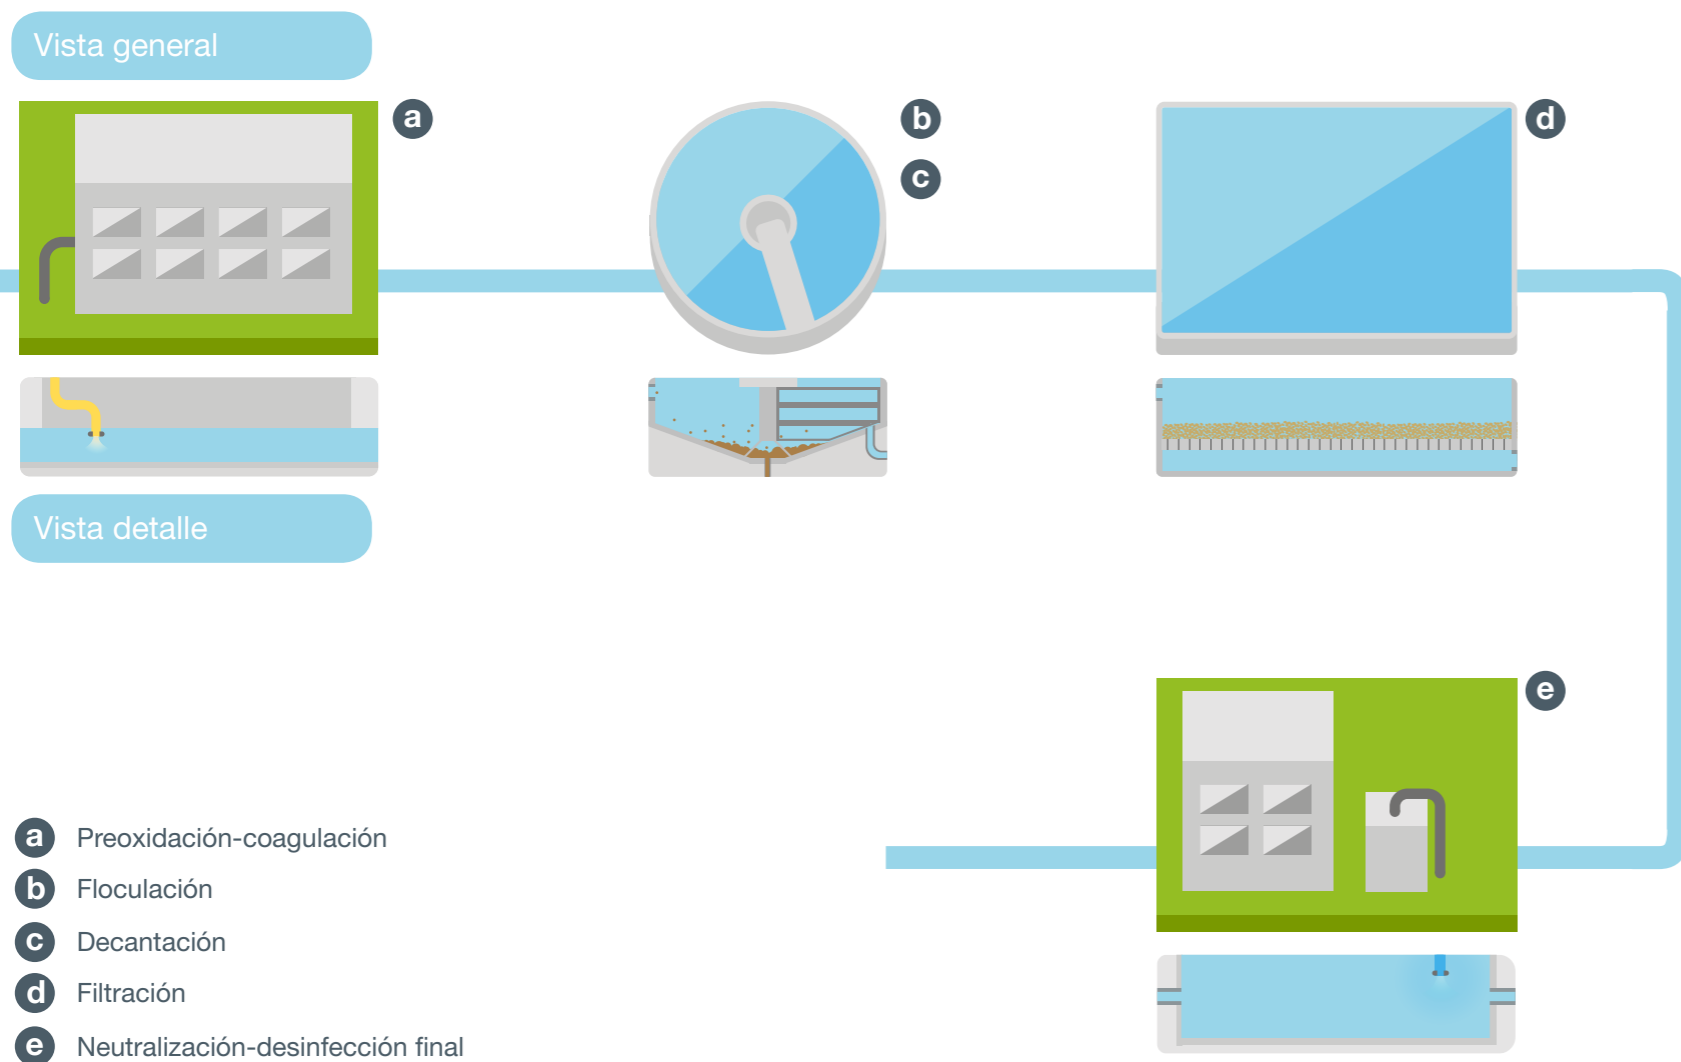 Vista general
a
b
c
d
Vista detalle
e
a Preoxidación-coagulación
b Floculación
c Decantación
d Filtración
e Neutralización-desinfección final